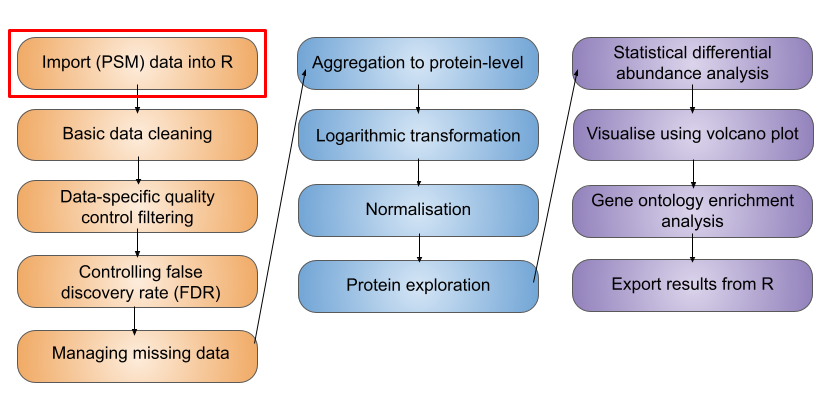 Import (PSM) data into R
Basic data cleaning
Data-specific quality
control filtering
Controlling false
discovery rate (FDR)
Managing missing data
Aggregation to protein-level
Logarithmic transformation
Normalisation
Protein exploration
Statistical differential
abundance analysis
Visualise using volcano plot
Gene ontology enrichment
analysis
Export results from R